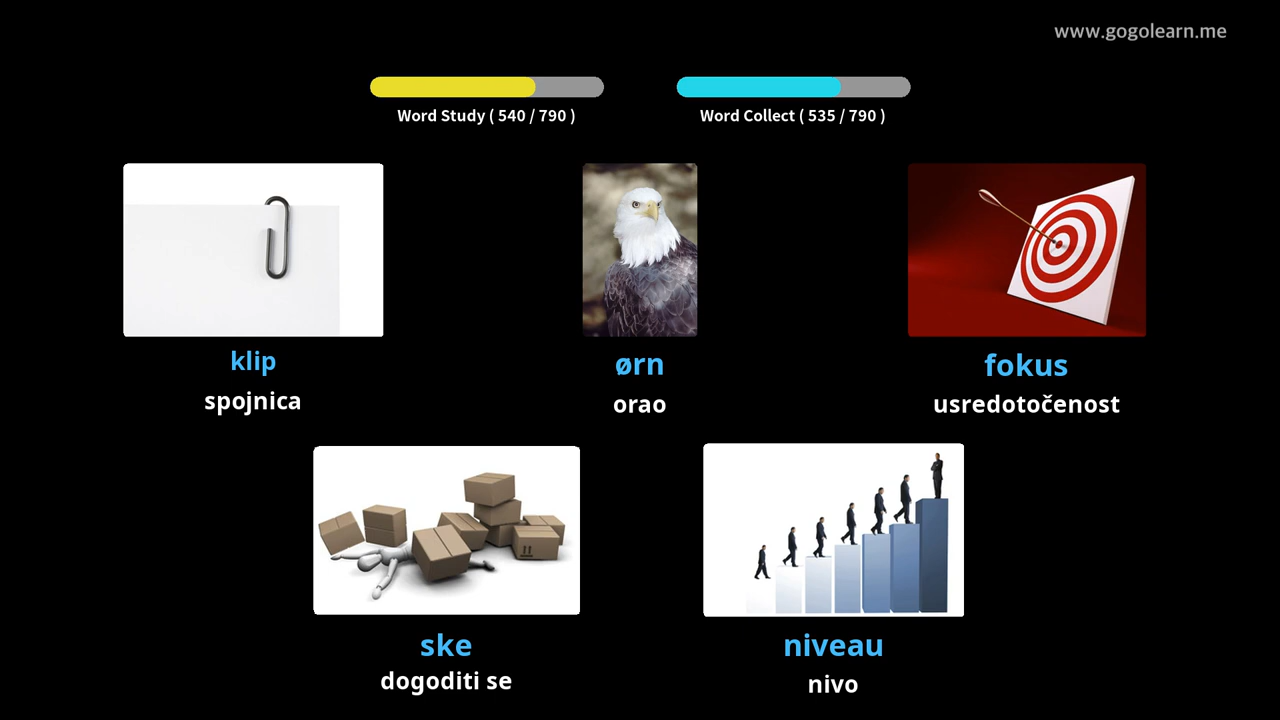 www.gogolearn.me
Word Study ( 540 / 790 )
Word Collect ( 535 / 790 )
klip
spojnica
ørn
orao
fokus
usredotočenost
ske
dogoditi se
niveau
nivo